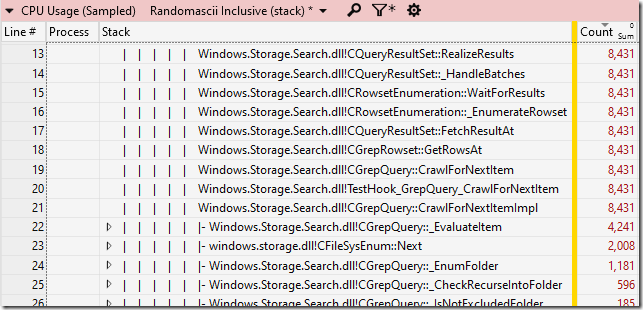 CPU Usage (Sampled) Randomascii Inclusive (stack) *
Line # Process Stack Count 0 Sum
13 | | | | | Windows.Storage.Search.dll!CQueryResultSet::RealizeResults 8,431
14 | | | | | Windows.Storage.Search.dll!CQueryResultSet::_HandleBatches 8,431
15 | | | | | Windows.Storage.Search.dll!CRowsetEnumeration::WaitForResults 8,431
16 | | | | | Windows.Storage.Search.dll!CRowsetEnumeration::_EnumerateRowset 8,431
17 | | | | | Windows.Storage.Search.dll!CQueryResultSet::FetchResultAt 8,431
18 | | | | | Windows.Storage.Search.dll!CGrepRowset::GetRowsAt 8,431
19 | | | | | Windows.Storage.Search.dll!CGrepQuery::CrawlForNextItem 8,431
20 | | | | | Windows.Storage.Search.dll!TestHook_GrepQuery_CrawlForNextItem 8,431
21 | | | | | Windows.Storage.Search.dll!CGrepQuery::CrawlForNextItemImpl 8,431
22 | | | | | |- Windows.Storage.Search.dll!CGrepQuery::_EvaluateItem 4,241
23 | | | | | |- windows.storage.dll!CFileSysEnum::Next 2,008
24 | | | | | |- Windows.Storage.Search.dll!CGrepQuery::_EnumFolder 1,181
25 | | | | | |- Windows.Storage.Search.dll!CGrepQuery::_CheckRecurseIntoFolder 596
26 | | | | | |- Windows.Storage.Search.dll!CGrepQuery::_IsNotExcludedFolder 185